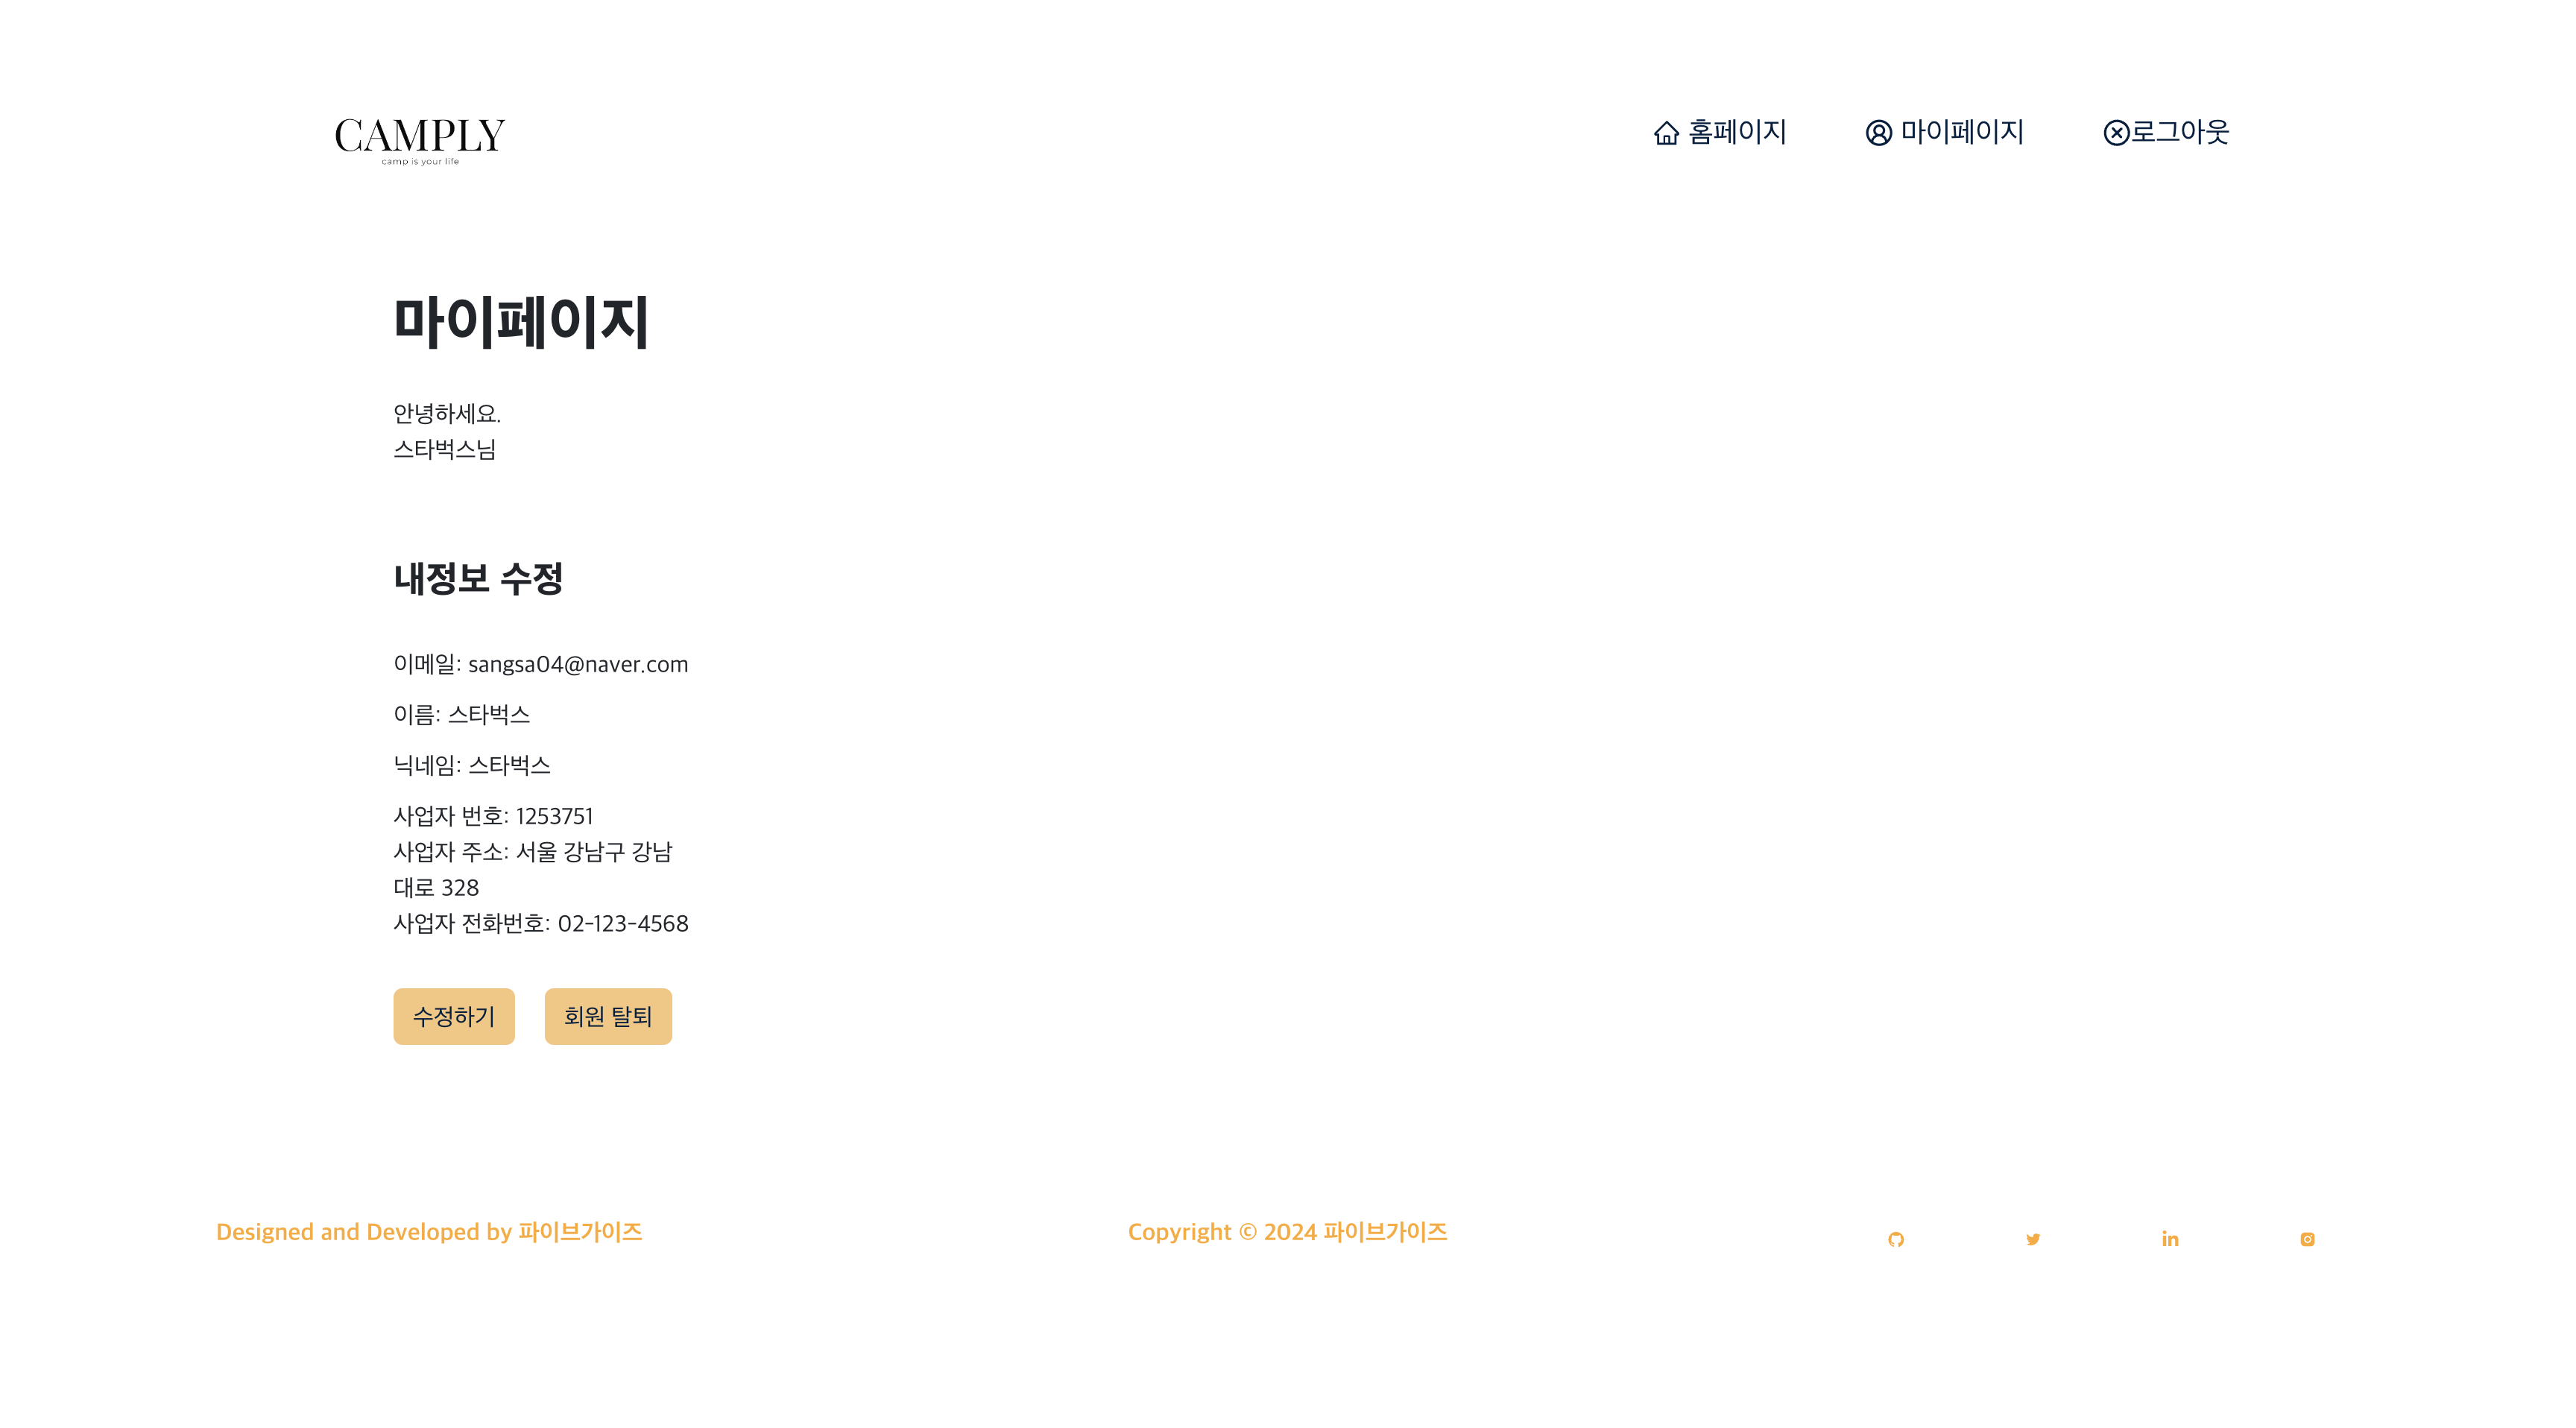 CAMPLY
camp is your life
홈페이지
마이페이지
로그아웃
마이페이지
안녕하세요.
스타벅스님
내정보 수정
이메일: sangsa04@naver.com
이름: 스타벅스
닉네임: 스타벅스
사업자 번호: 1253751
사업자 주소: 서울 강남구 강남
대로 328
사업자 전화번호: 02-123-4568
수정하기
회원 탈퇴
Designed and Developed by 파이브가이즈
Copyright © 2024 파이브가이즈